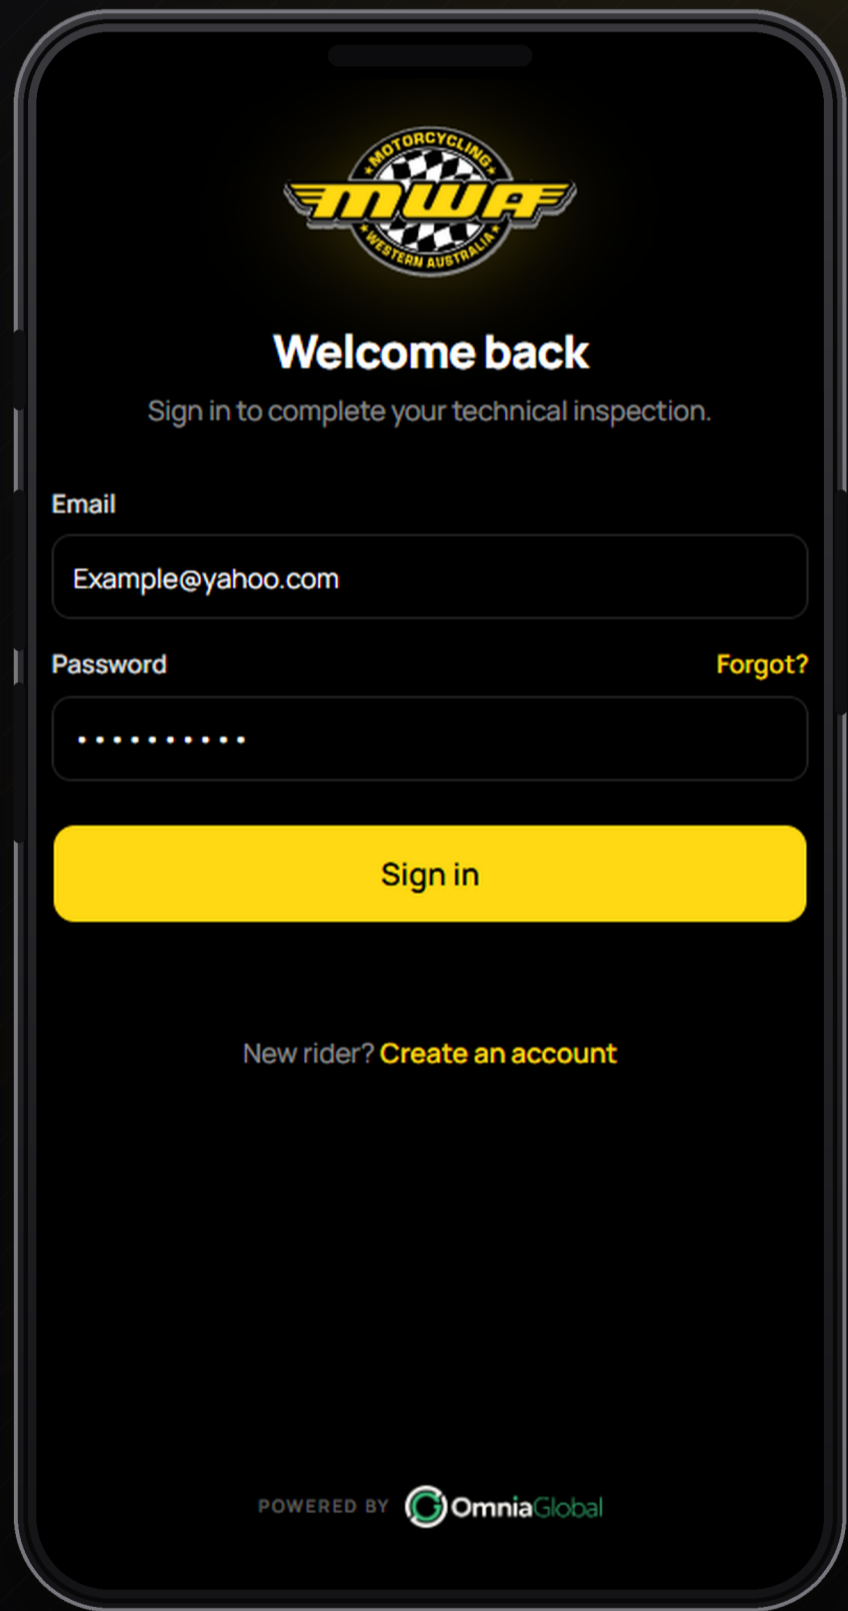 MOTORCYCLING
MWA
WESTERN AUSTRALIA
Welcome back
Sign in to complete your technical inspection.
Email
Example@yahoo.com
Password Forgot?
••••••••••
Sign in
New rider? Create an account
POWERED BY OmniaGlobal